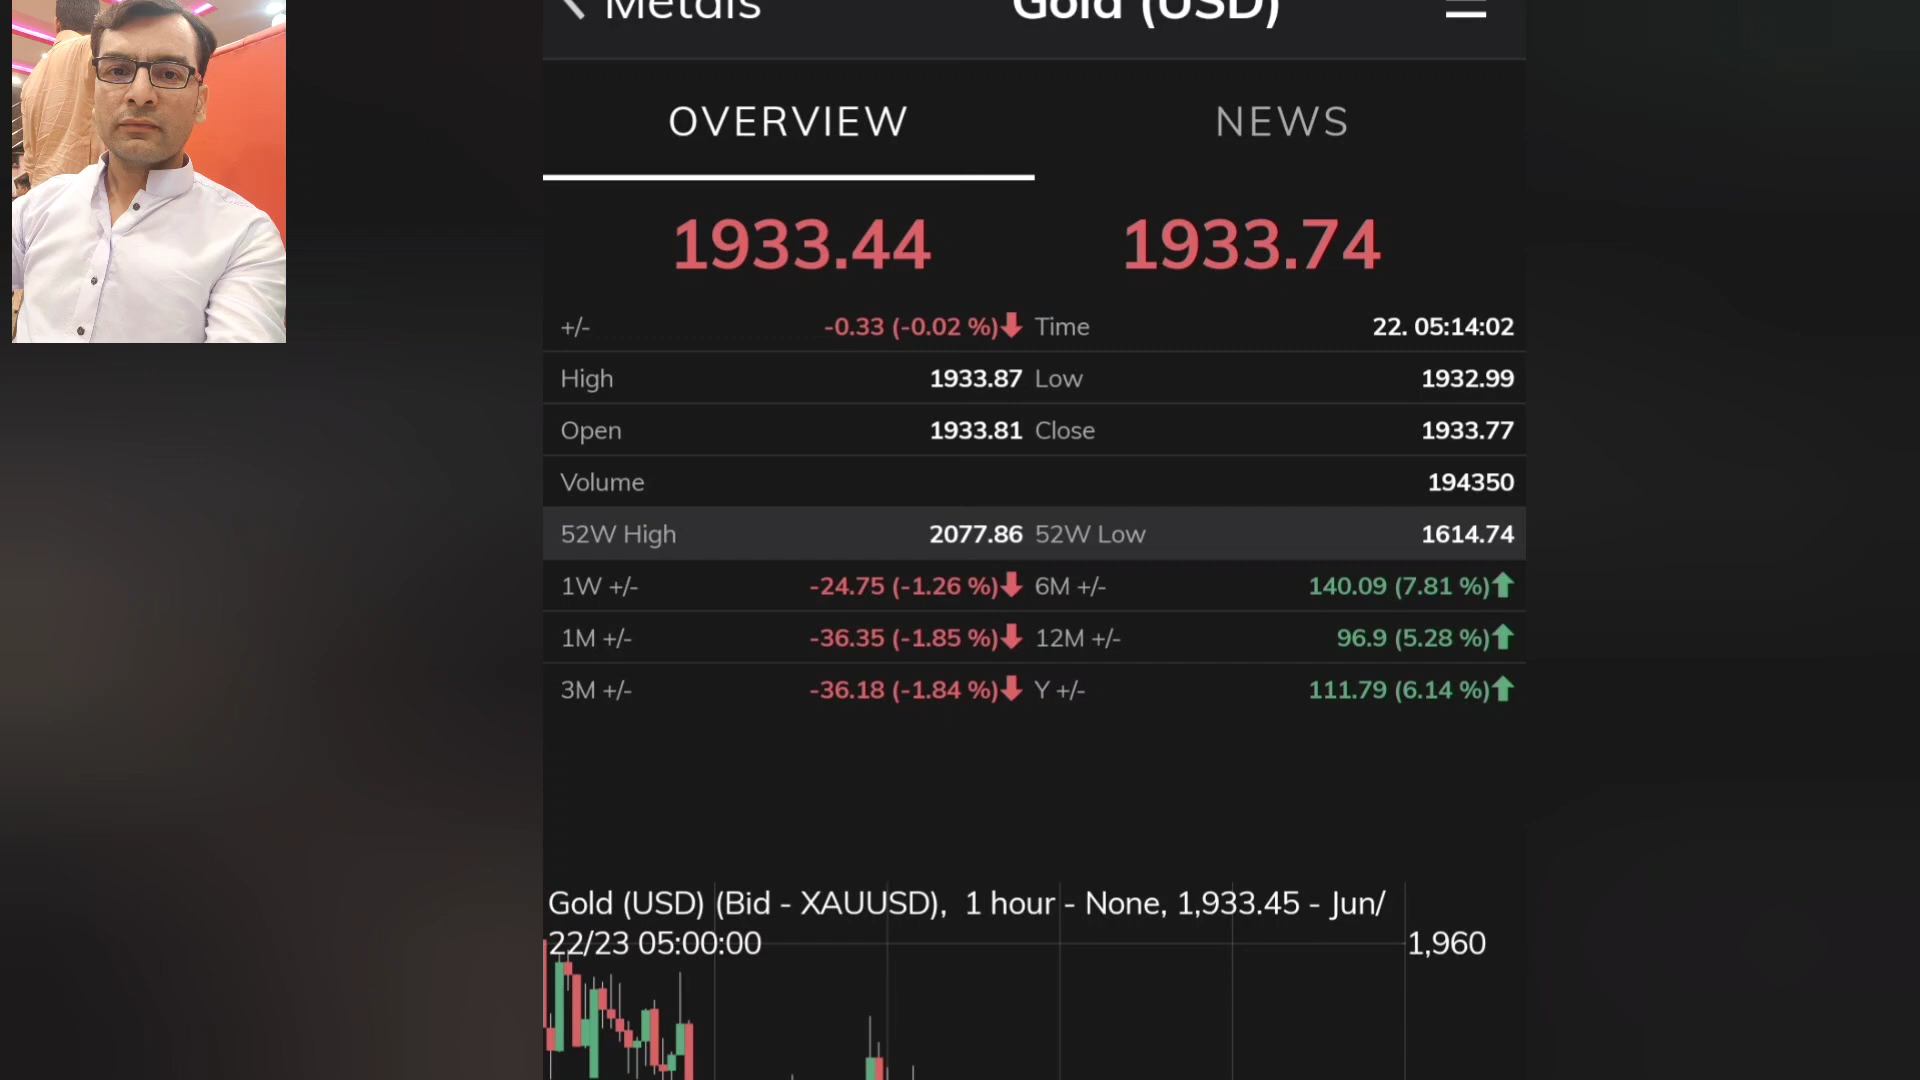 Metals Gold (USD)
OVERVIEW NEWS
1933.44 1933.74
+/- -0.33 (-0.02 %) Time 22. 05:14:02
High 1933.87 Low 1932.99
Open 1933.81 Close 1933.77
Volume 194350
52W High 2077.86 52W Low 1614.74
1W +/- -24.75 (-1.26 %) 6M +/- 140.09 (7.81 %)
1M +/- -36.35 (-1.85 %) 12M +/- 96.9 (5.28 %)
3M +/- -36.18 (-1.84 %) Y +/- 111.79 (6.14 %)
Gold (USD) (Bid - XAUUSD), 1 hour - None, 1,933.45 - Jun/
22/23 05:00:00
1,960